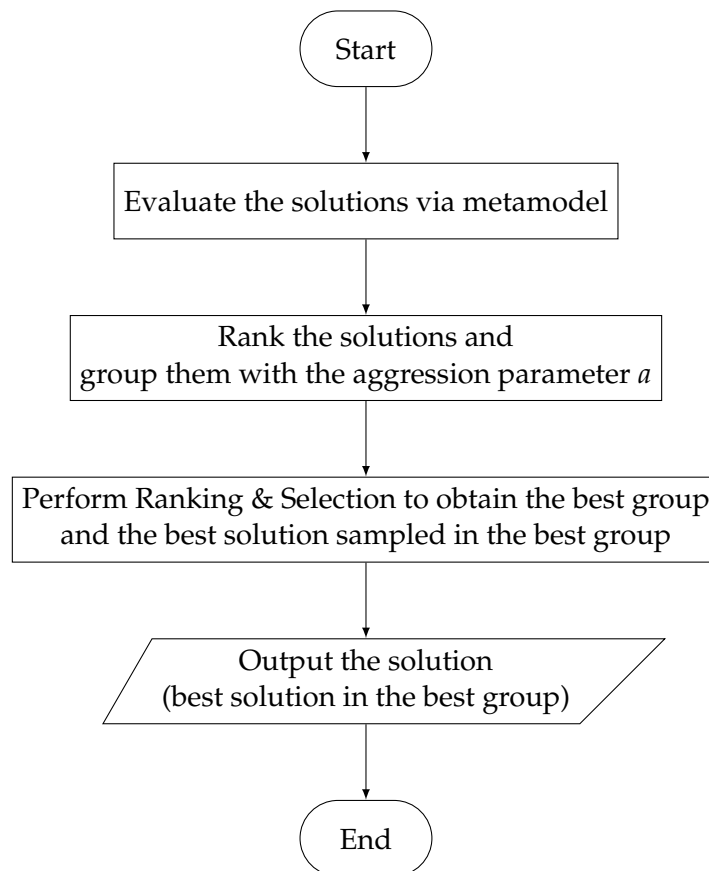 Start
Evaluate the solutions via metamodel
Rank the solutions and
group them with the aggression parameter a
Perform Ranking & Selection to obtain the best group
and the best solution sampled in the best group
Output the solution
(best solution in the best group)
End